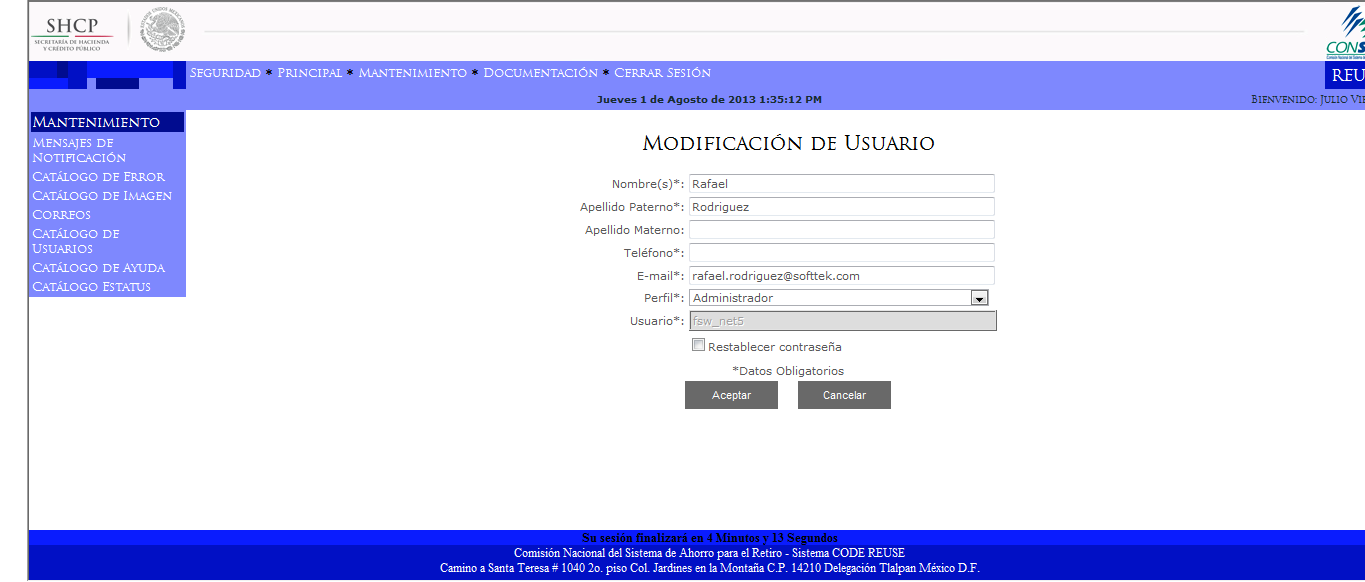 SHCP
SECRETARÍA DE HACIENDA
Y CRÉDITO PÚBLICO
ESTADOS UNIDOS MEXICANOS
CONS
SEGURIDAD * PRINCIPAL * MANTENIMIENTO * DOCUMENTACIÓN * CERRAR SESIÓN
REU
Jueves 1 de Agosto de 2013 1:35:12 PM
BIENVENIDO: JULIO
MANTENIMIENTO
MENSAJES DE
NOTIFICACIÓN
CATÁLOGO DE ERROR
CATÁLOGO DE IMAGEN
CORREOS
CATÁLOGO DE
USUARIOS
CATÁLOGO DE AYUDA
CATÁLOGO ESTATUS
MODIFICACIÓN DE USUARIO
Nombre(s)*: Rafael
Apellido Paterno*: Rodriguez
Apellido Materno:
Teléfono*:
E-mail*: rafael.rodriguez@softtek.com
Perfil*: Administrador
Usuario*: fsw_net5
Restablecer contraseña
*Datos Obligatorios
Aceptar Cancelar
Su sesión finalizará en 4 Minutos y 13 Segundos
Comisión Nacional del Sistema de Ahorro para el Retiro - Sistema CODE REUSE
Camino a Santa Teresa # 1040 2o. piso Col. Jardines en la Montaña C.P. 14210 Delegación Tlalpan México D.F.